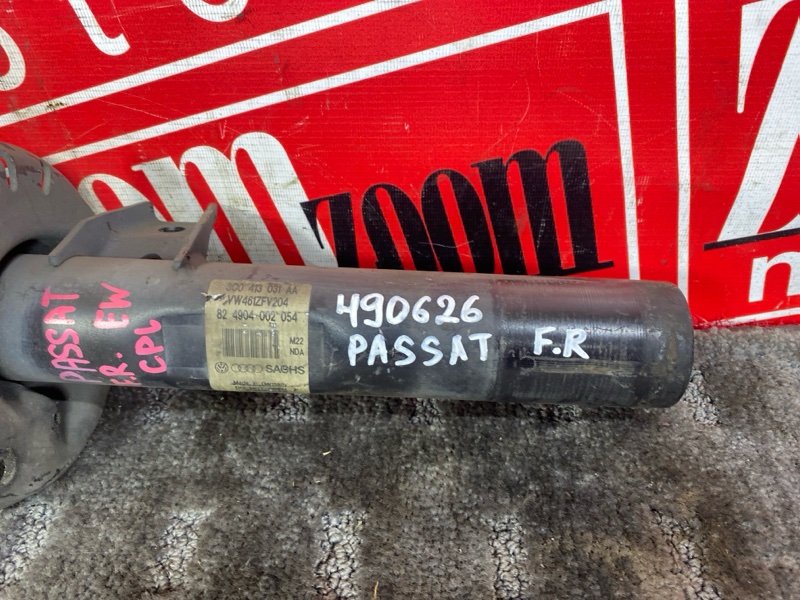 zoom
3C0 413 031 AA
VW461ZFV204
82 4904 002 054
M22
NDA
SACHS
490626
PASSAT F.R
PASSAT
F.R. EW
CPL